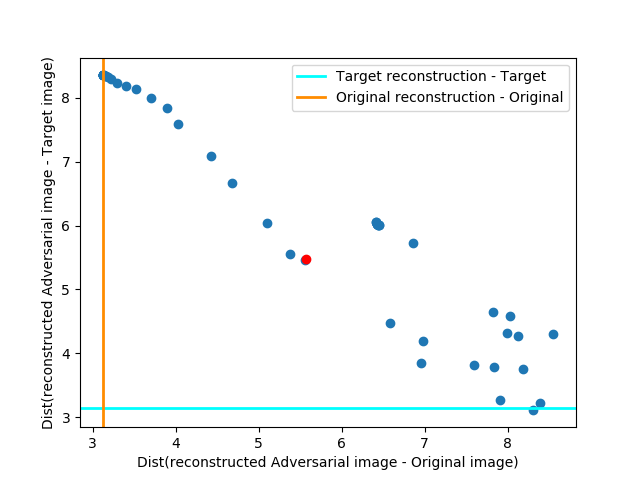 Target reconstruction - Target
Original reconstruction - Original
Dist(reconstructed Adversarial image - Target image)
8
7
6
5
4
3
3 4 5 6 7 8
Dist(reconstructed Adversarial image - Original image)